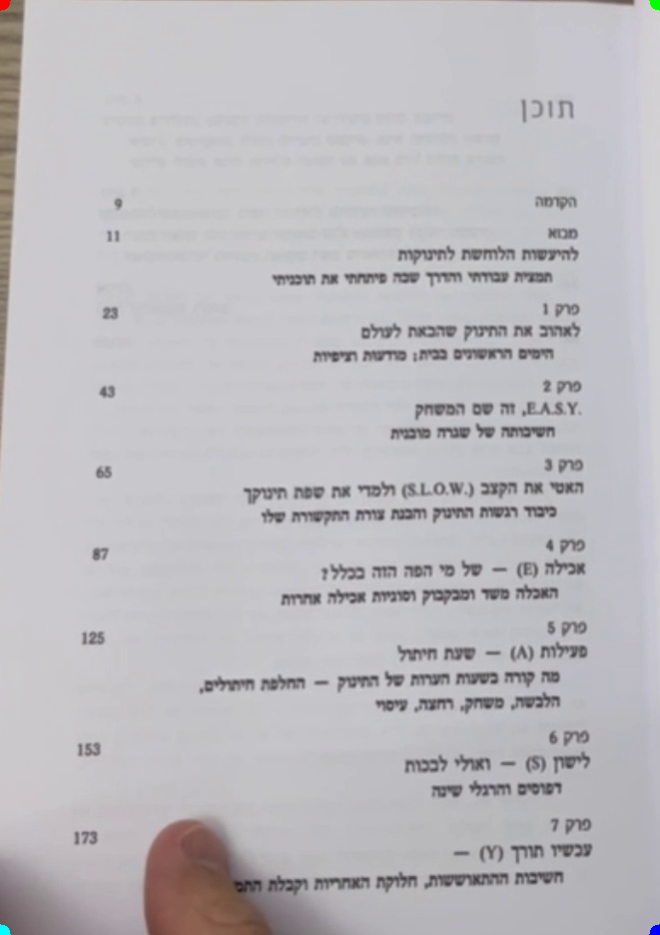 תוכן
הקדמה 9
מבוא 11
להיעשות הלוחשת לתינוקות
תמצית עבודתי והדרך שבה פיתחתי את תוכניתי
פרק 1 23
לאהוב את התינוק שהבאת לעולם
הימים הראשונים בבית; מודעות וציפיות
פרק 2 43
E.A.S.Y., זה שם המשחק
חשיבותה של שגרה מובנית
פרק 3 65
האטי את הקצב (S.L.O.W.) ולמדי את שפת תינוקך
כיבוד רגשות התינוק והבנת צורת התקשורת שלו
פרק 4 87
אכילה (E) — של מי הפה הזה בכלל?
האכלה משד ומבקבוק וסוגיות אכילה אחרות
פרק 5 125
פעילות (A) — שעת חיתול
מה קורה בשעות הערות של התינוק — החלפת חיתולים,
הלבשה, משחק, רחצה, עיסוי
פרק 6 153
לישון (S) — ואולי לבכות
דפוסים והרגלי שינה
פרק 7 173
עכשיו תורך (Y) —
חשיבות ההתאוששות, חלוקת האחריות וקבלת